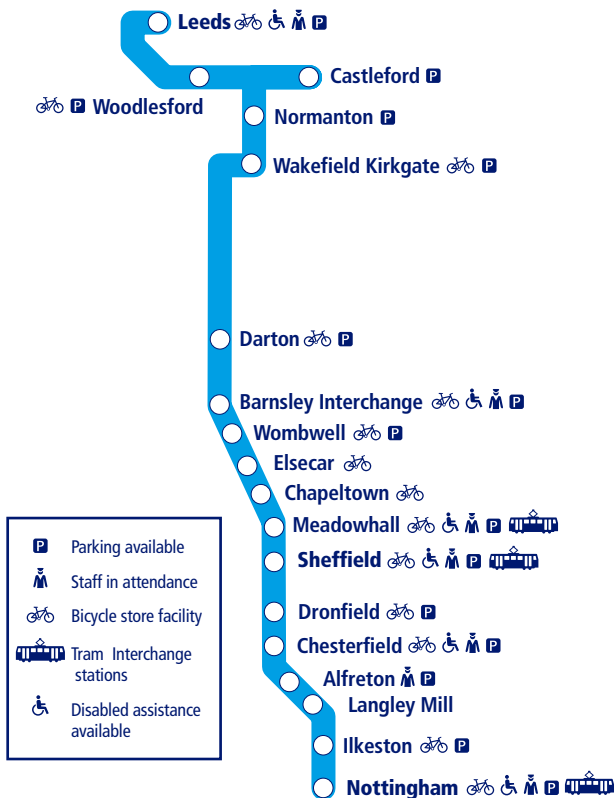 Leeds P
Castleford P
P Woodlesford
Normanton P
Wakefield Kirkgate P
Darton P
Barnsley Interchange P
Wombwell P
Elsecar
Chapeltown
Meadowhall P
Sheffield P
Dronfield P
Chesterfield P
Alfreton P
Langley Mill
Ilkeston P
Nottingham P
P Parking available
Staff in attendance
Bicycle store facility
Tram Interchange
stations
Disabled assistance
available